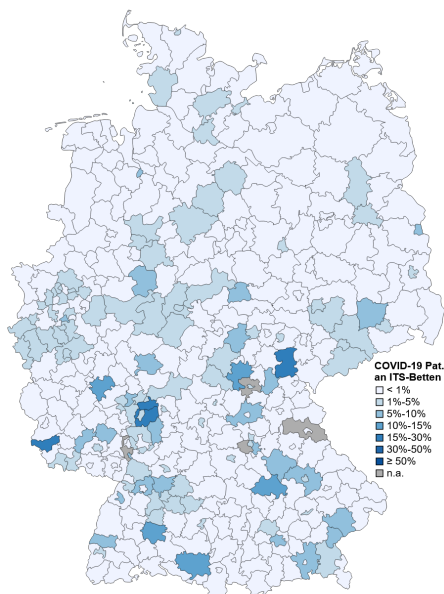 COVID-19 Pat.
an ITS-Betten
< 1%
1%-5%
5%-10%
10%-15%
15%-30%
30%-50%
≥ 50%
n.a.